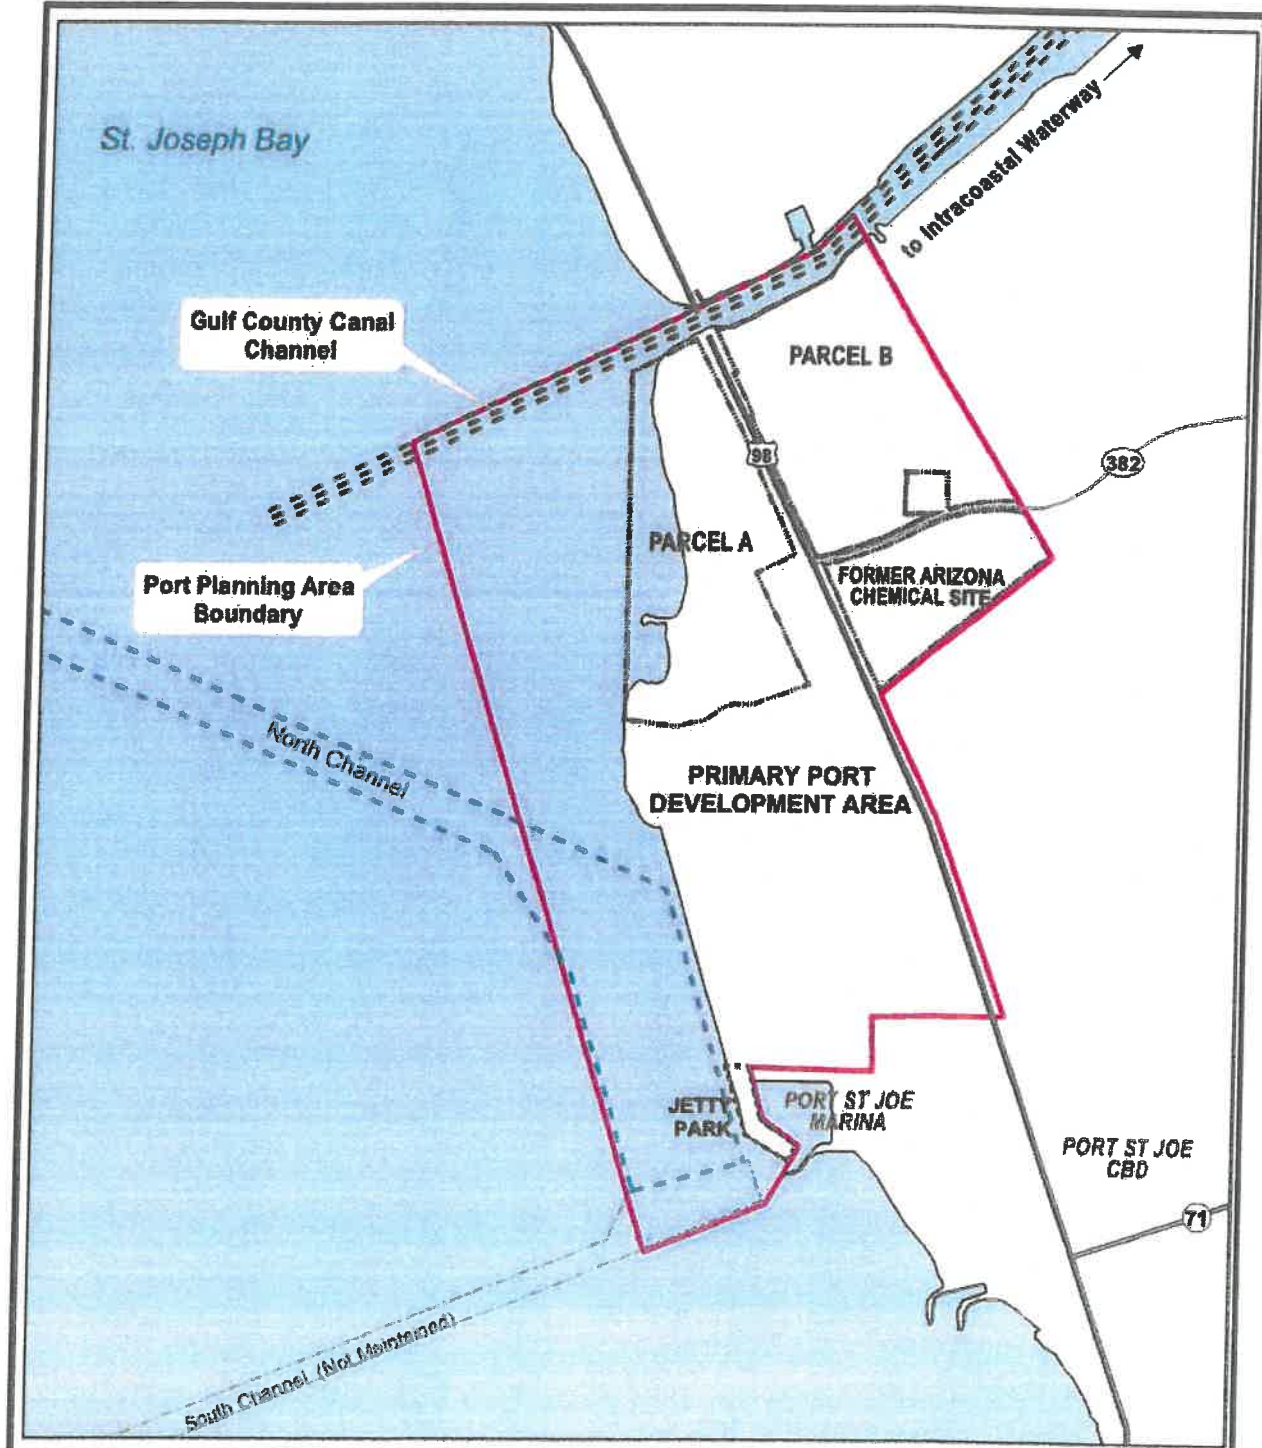 St. Joseph Bay
to Intracoastal Waterway
Gulf County Canal
Channel
PARCEL B
98
382
PARCEL A
Port Planning Area
Boundary
FORMER ARIZONA
CHEMICAL SITE
North Channel
PRIMARY PORT
DEVELOPMENT AREA
JETTY
PARK
PORT ST JOE
MARINA
PORT ST JOE
CBD
71
South Channel (Not Maintained)